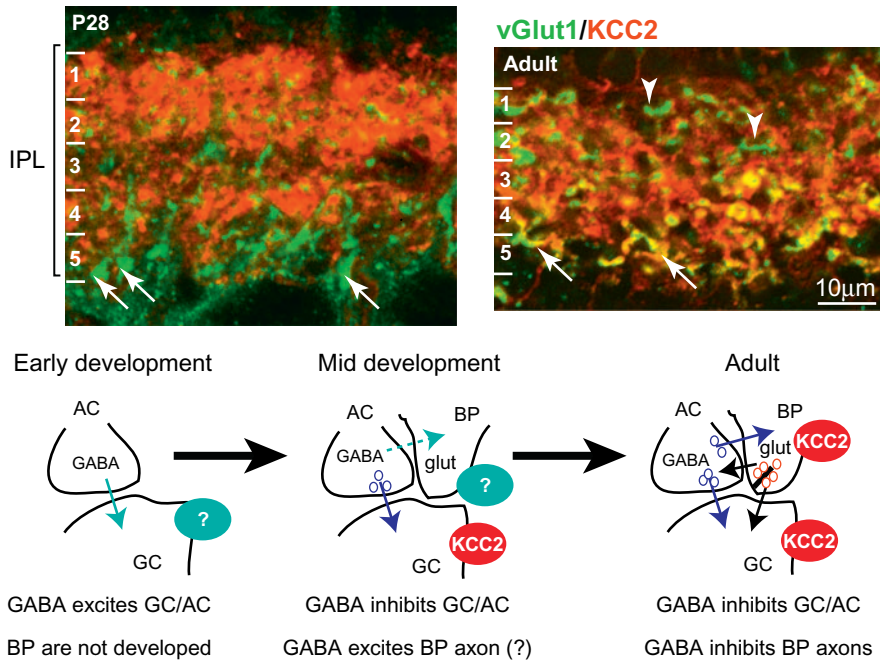 P28
IPL
1
2
3
4
5
vGlut1/KCC2
Adult
1
2
3
4
5
10μm
Early development
Mid development
Adult
AC
GABA
?
GC
AC
BP
GABA
glut
?
KCC2
GC
AC
BP
GABA
glut
KCC2
KCC2
GC
GABA excites GC/AC
BP are not developed
GABA inhibits GC/AC
GABA excites BP axon (?)
GABA inhibits GC/AC
GABA inhibits BP axons